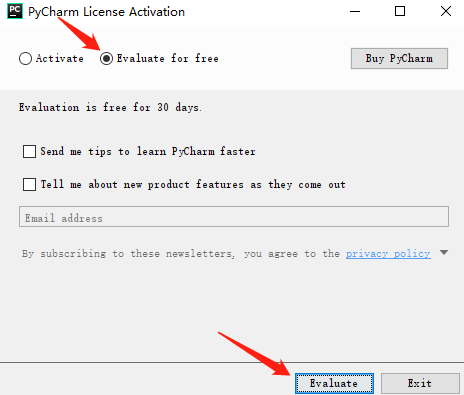 PC PyCharm License Activation
Activate Evaluate for free Buy PyCharm
Evaluation is free for 30 days.
Send me tips to learn PyCharm faster
Tell me about new product features as they come out
Email address
By subscribing to these newsletters, you agree to the privacy policy
Evaluate Exit